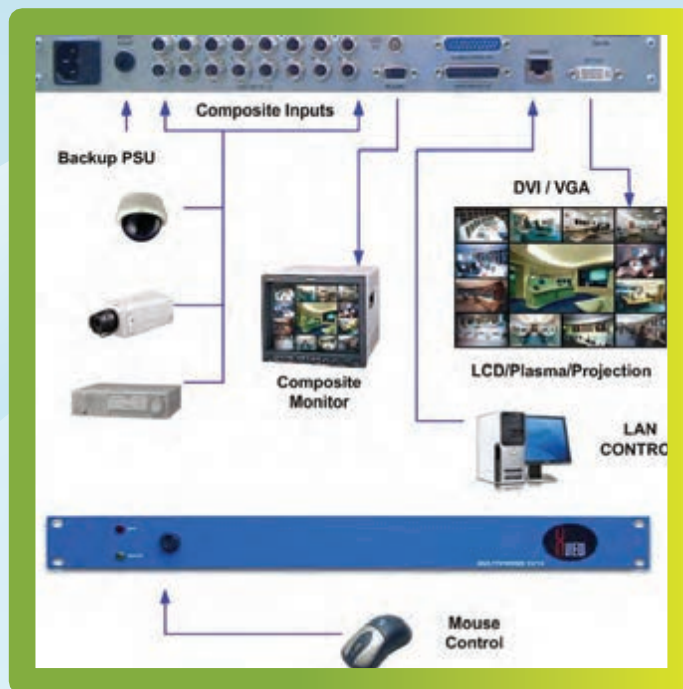 Composite Inputs
Backup PSU
DVI / VGA
Composite
Monitor
LCD/Plasma/Projection
LAN
CONTRO
Mouse
Control